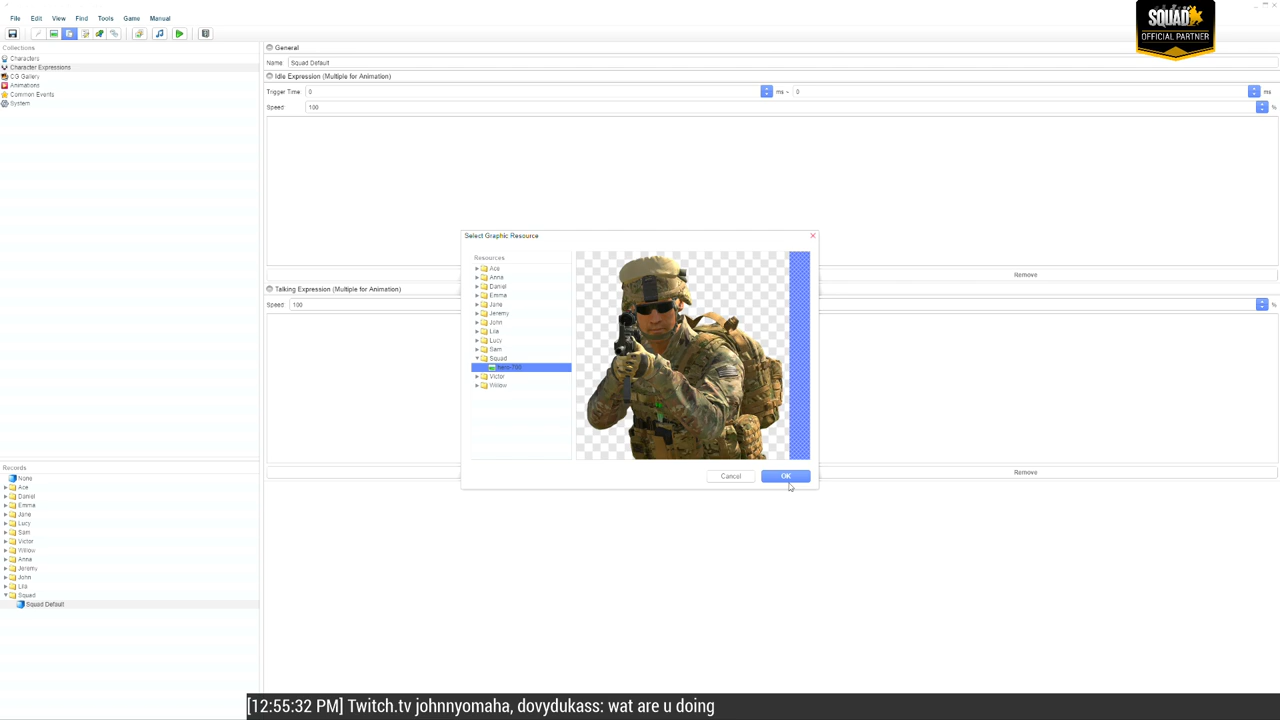 File Edit View Find Tools Game Manual
SQUAD
OFFICIAL PARTNER
Collections
Characters
Character Expressions
CG Gallery
Animations
Common Events
System
General
Name Squad Default
Idle Expression (Multiple for Animation)
Trigger Time 0 ms - 0 ms
Speed 100 %
Remove
Talking Expression (Multiple for Animation)
Speed 100 %
Remove
Select Graphic Resource
Resources
Ace
Anna
Daniel
Emma
Jane
Jeremy
John
Lila
Lucy
Sam
Squad
hero-700
Victor
Willow
Cancel OK
Records
None
Ace
Daniel
Emma
Jane
Lucy
Sam
Victor
Willow
Anna
Jeremy
John
Lila
Squad
Squad Default
[12:55:32 PM] Twitch.tv johnnyomaha, dovydukass: wat are u doing